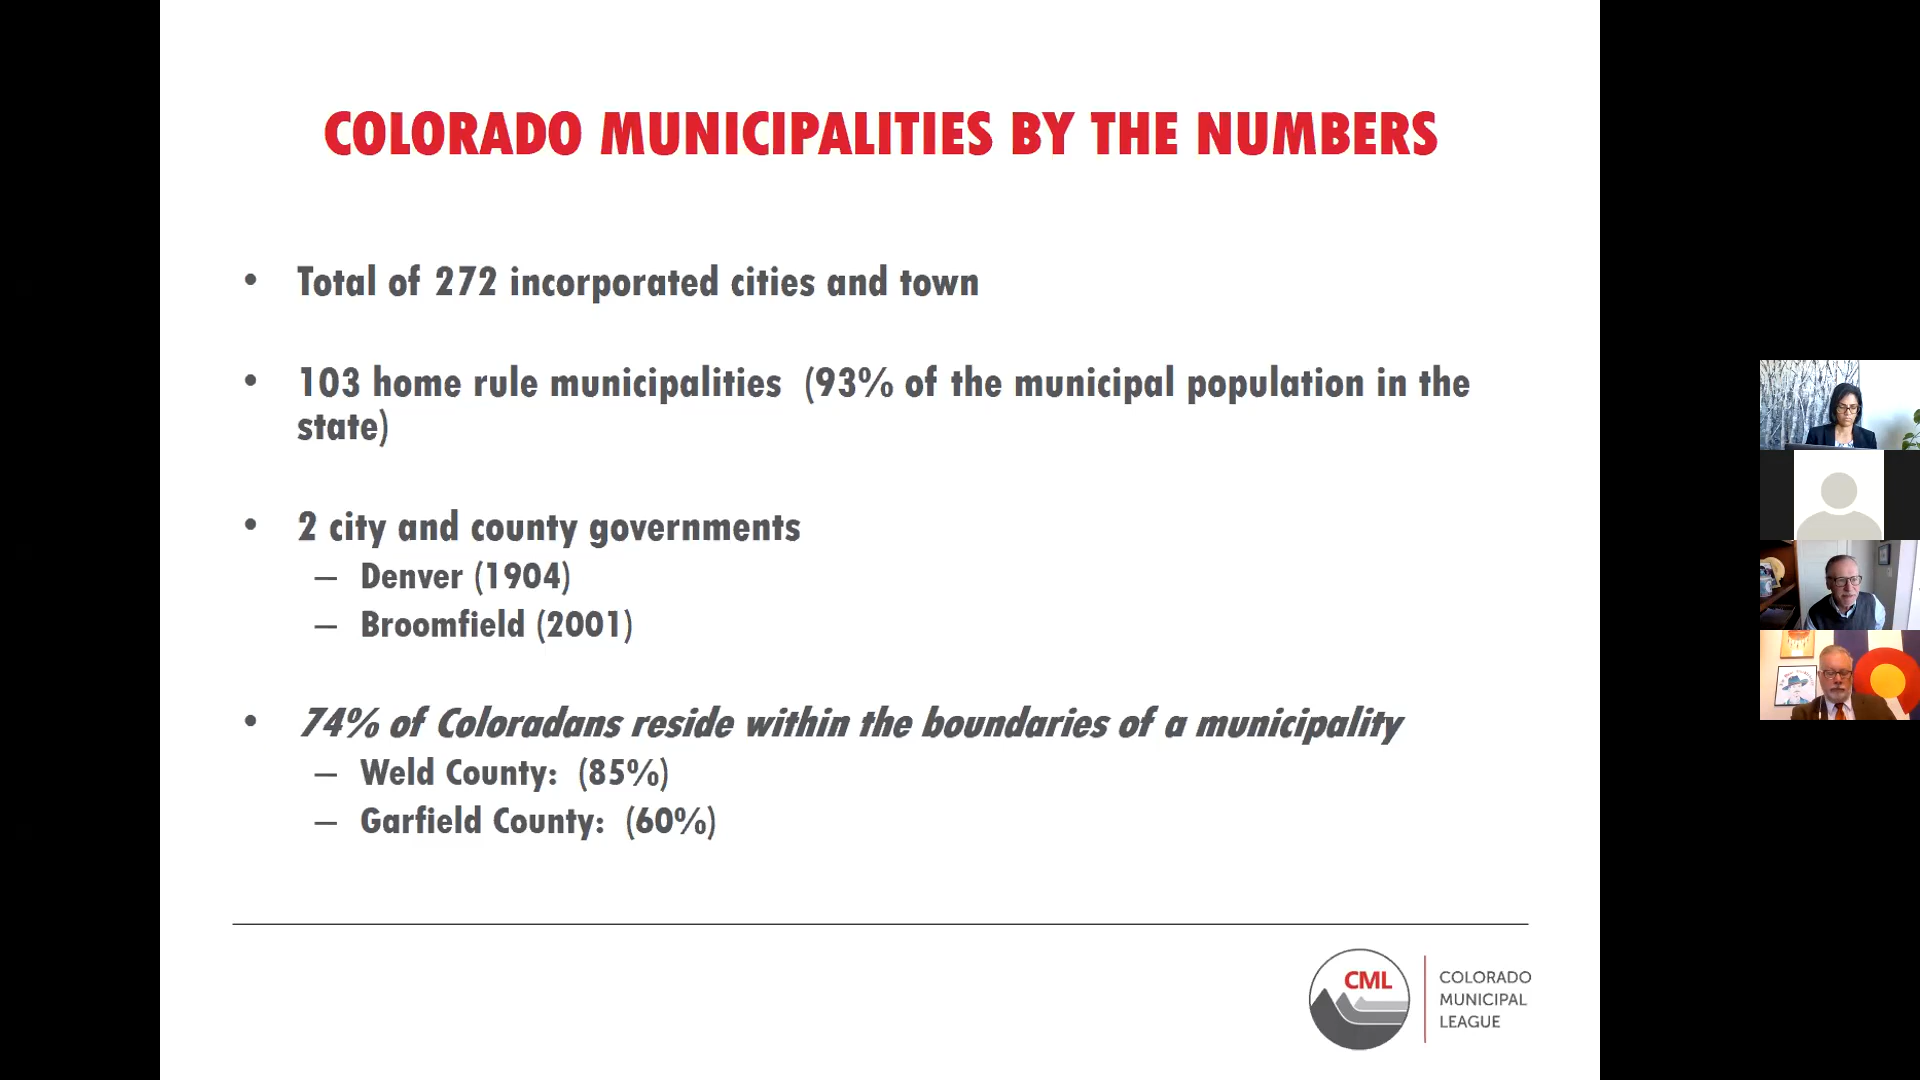 COLORADO MUNICIPALITIES BY THE NUMBERS
• Total of 272 incorporated cities and town
• 103 home rule municipalities (93% of the municipal population in the
state)
• 2 city and county governments
– Denver (1904)
– Broomfield (2001)
• 74% of Coloradans reside within the boundaries of a municipality
– Weld County: (85%)
– Garfield County: (60%)
CML
COLORADO
MUNICIPAL
LEAGUE